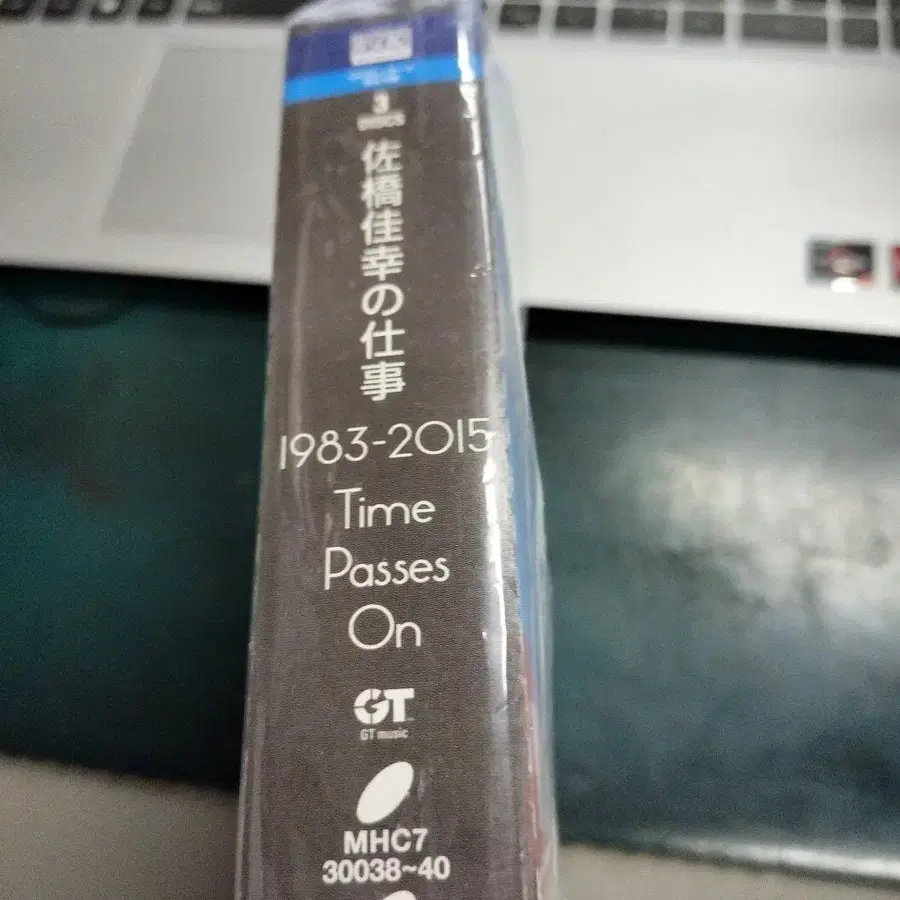 3
DISCS
佐橋佳幸の仕事
1983-2015
Time
Passes
On
GT
GT music
MHC7
30038~40